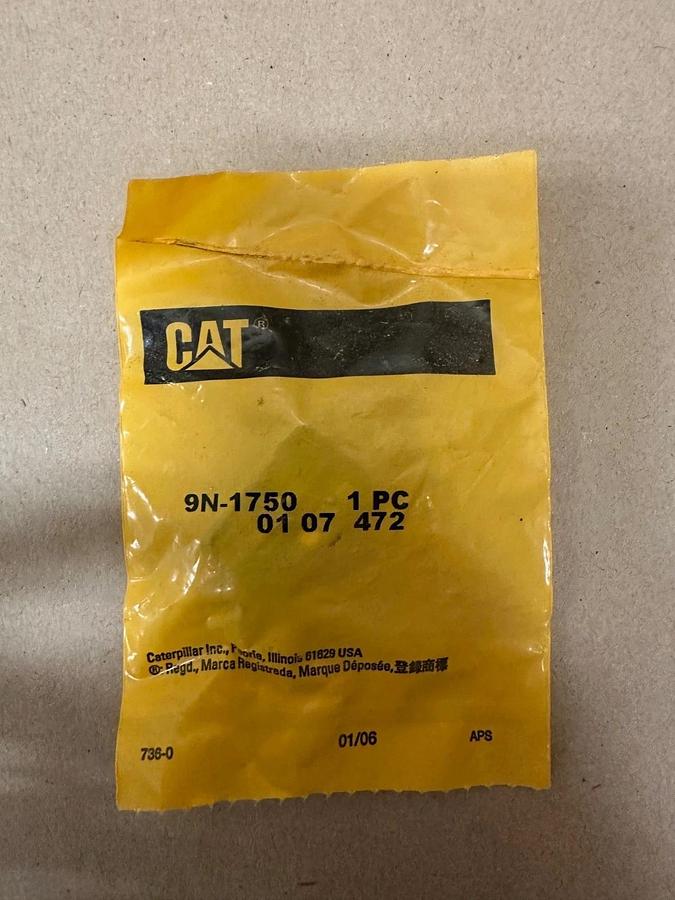 CAT®
9N-1750 1 PC
01 07 472
Caterpillar Inc., Peoria, Illinois 61629 USA
®: Regd., Marca Registrada, Marque Déposée, 登録商標
736-0 01/06 APS